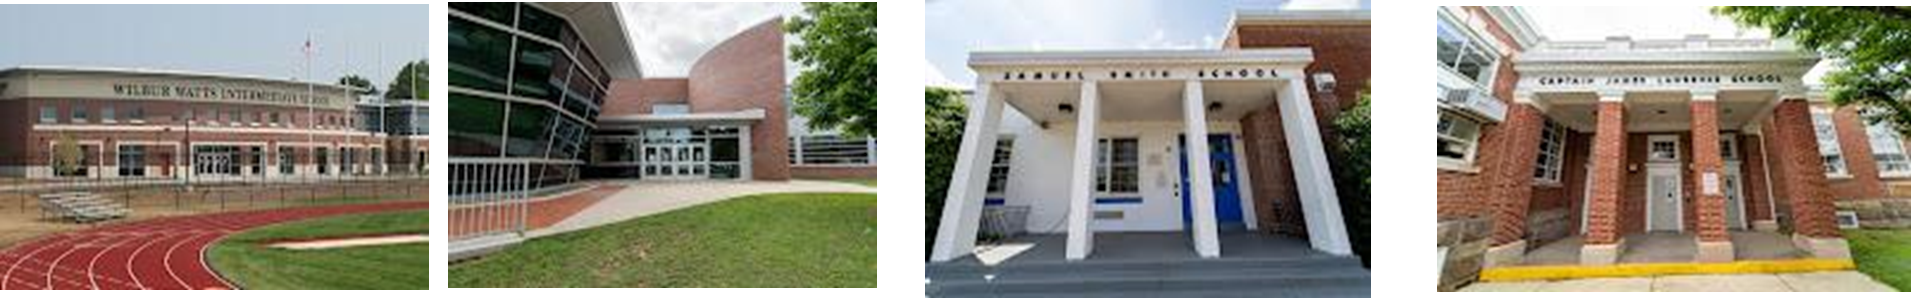 WILBUR WATTS INTERMEDIATE SCHOOL
SAMUEL SMITH SCHOOL
CAPTAIN JAMES LAWRENCE SCHOOL